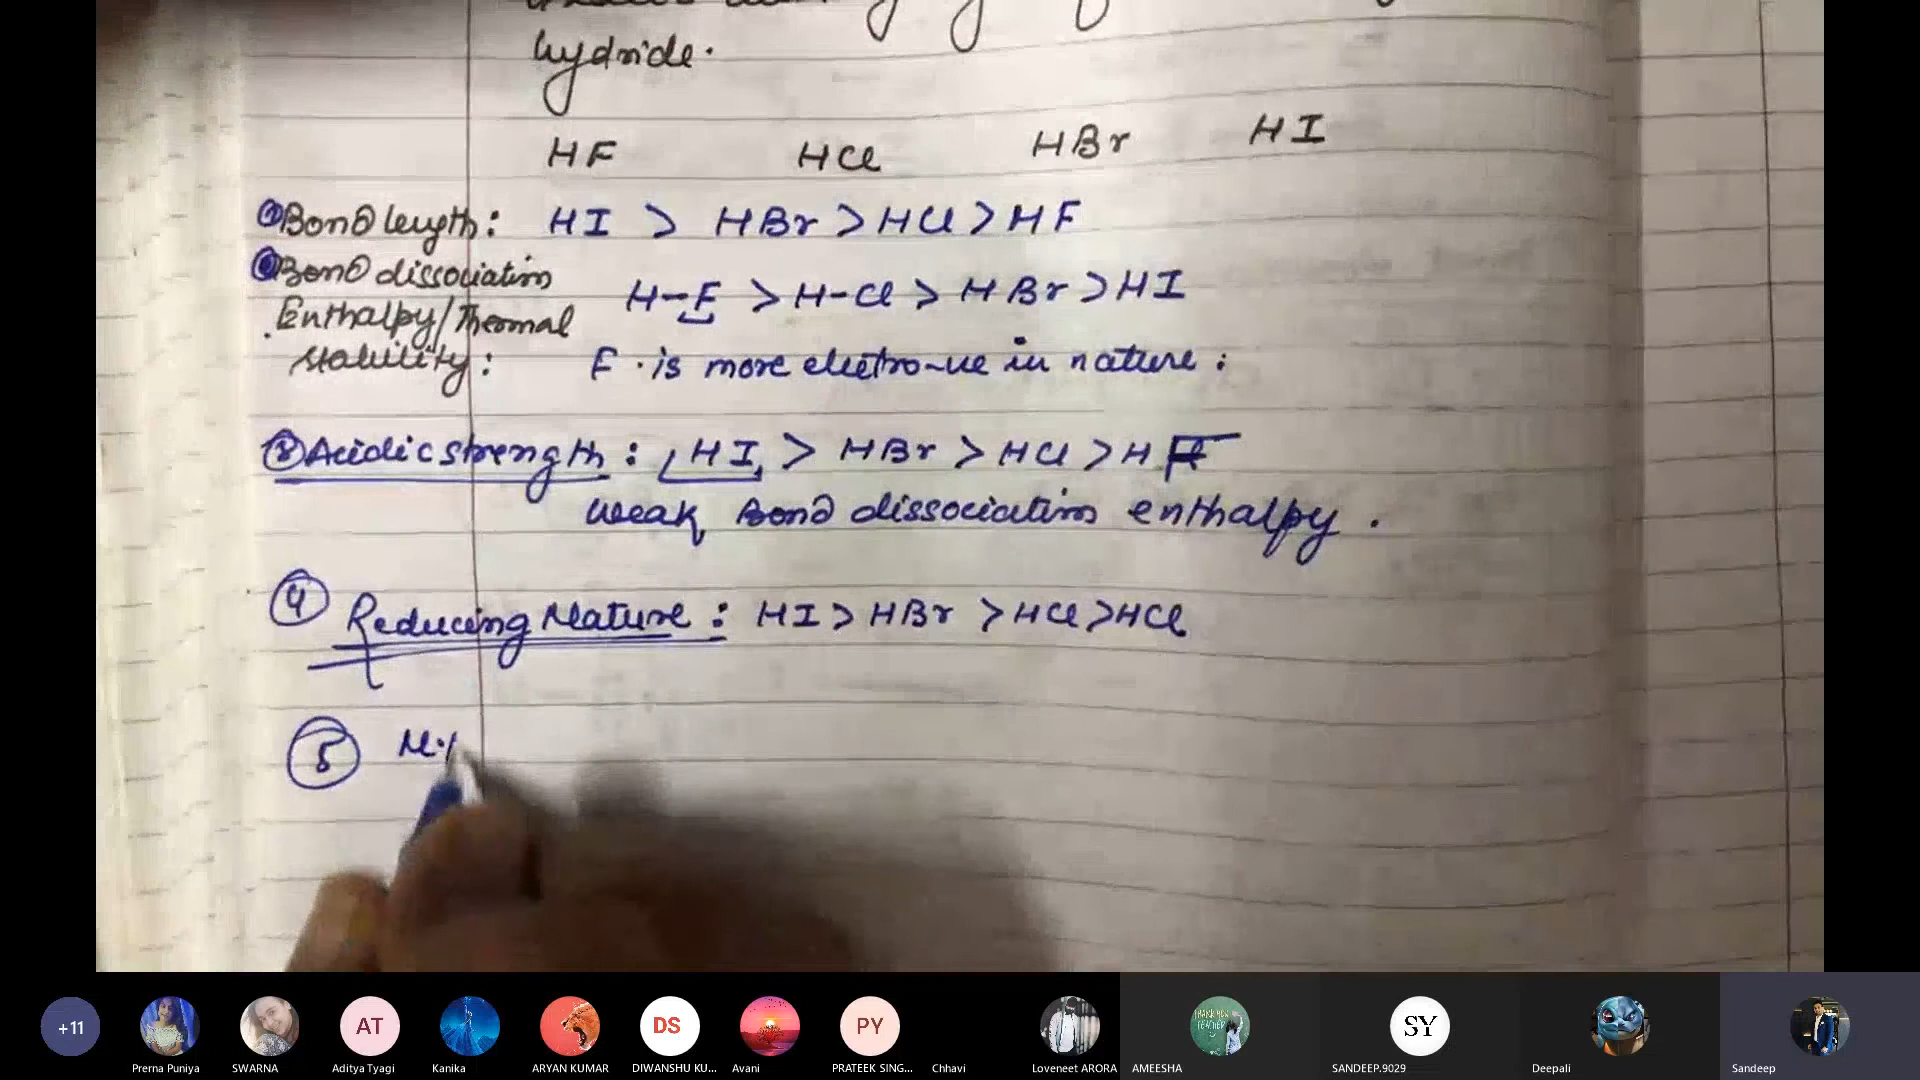 hydride.
HF HCl HBr HI
① Bond length: HI > HBr > HCl > HF
Bond dissociation
Enthalpy/Thermal
stability:
H-F > H-Cl > HBr > HI
F is more electro-ve in nature:
③ Acidic strength: HI > HBr > HCl > HF
weak Bond dissociation enthalpy.
④ Reducing Nature: HI > HBr > HCl > HCl
⑤ M.
+11
AT
DS
PY
SY
Prerna Puniya
SWARNA
Aditya Tyagi
Kanika
ARYAN KUMAR
DIWANSHU KU...
Avani
PRATEEK SING...
Chhavi
Loveneet ARORA
AMEESHA
SANDEEP.9029
Deepali
Sandeep